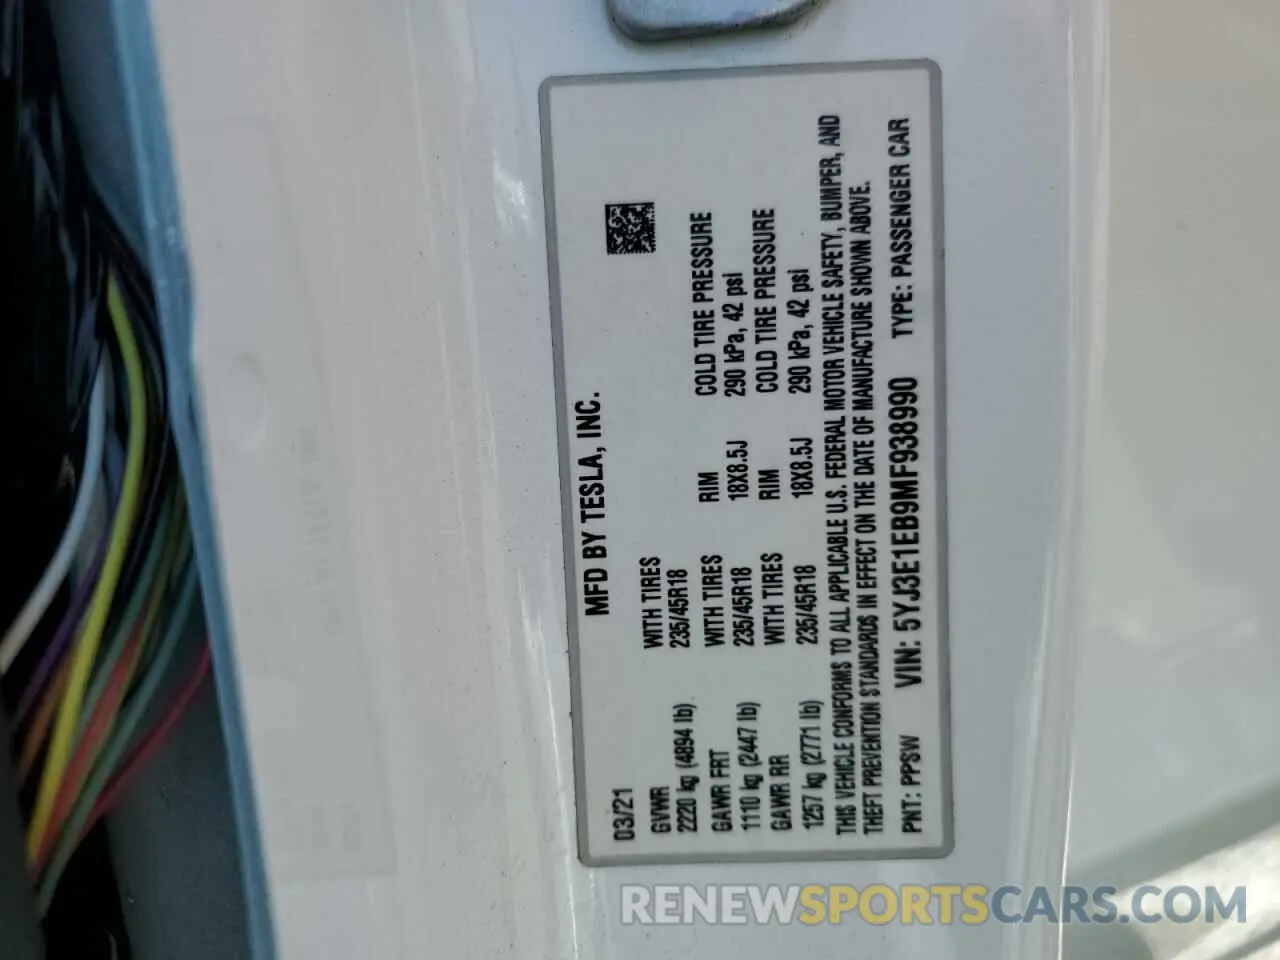 MFD BY TESLA, INC.
03/21
GVWR WITH TIRES
2220 kg (4894 lb) 235/45R18
GAWR FRT WITH TIRES RIM COLD TIRE PRESSURE
1110 kg (2447 lb) 235/45R18 18X8.5J 290 kPa, 42 psi
GAWR RR WITH TIRES RIM COLD TIRE PRESSURE
1257 kg (2771 lb) 235/45R18 18X8.5J 290 kPa, 42 psi
THIS VEHICLE CONFORMS TO ALL APPLICABLE U.S. FEDERAL MOTOR VEHICLE SAFETY, BUMPER, AND
THEFT PREVENTION STANDARDS IN EFFECT ON THE DATE OF MANUFACTURE SHOWN ABOVE.
PNT: PPSW VIN: 5YJ3E1EB9MF938990 TYPE: PASSENGER CAR
RENEWSPORTSCARS.COM